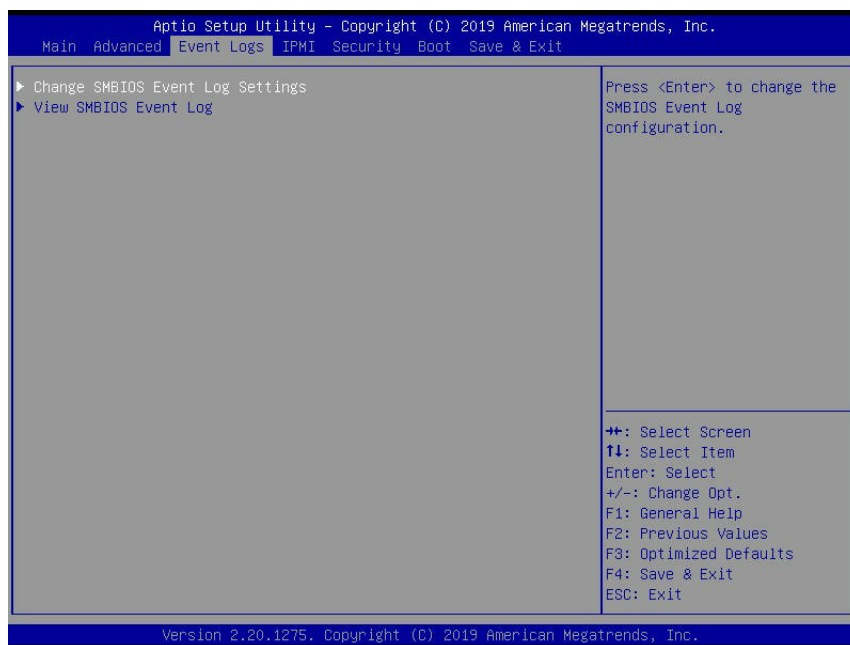 Aptio Setup Utility – Copyright (C) 2019 American Megatrends, Inc.
Main Advanced Event Logs IPMI Security Boot Save & Exit
▶ Change SMBIOS Event Log Settings
▶ View SMBIOS Event Log
Press <Enter> to change the
SMBIOS Event Log
configuration.
→←: Select Screen
↑↓: Select Item
Enter: Select
+/-: Change Opt.
F1: General Help
F2: Previous Values
F3: Optimized Defaults
F4: Save & Exit
ESC: Exit
Version 2.20.1275. Copyright (C) 2019 American Megatrends, Inc.